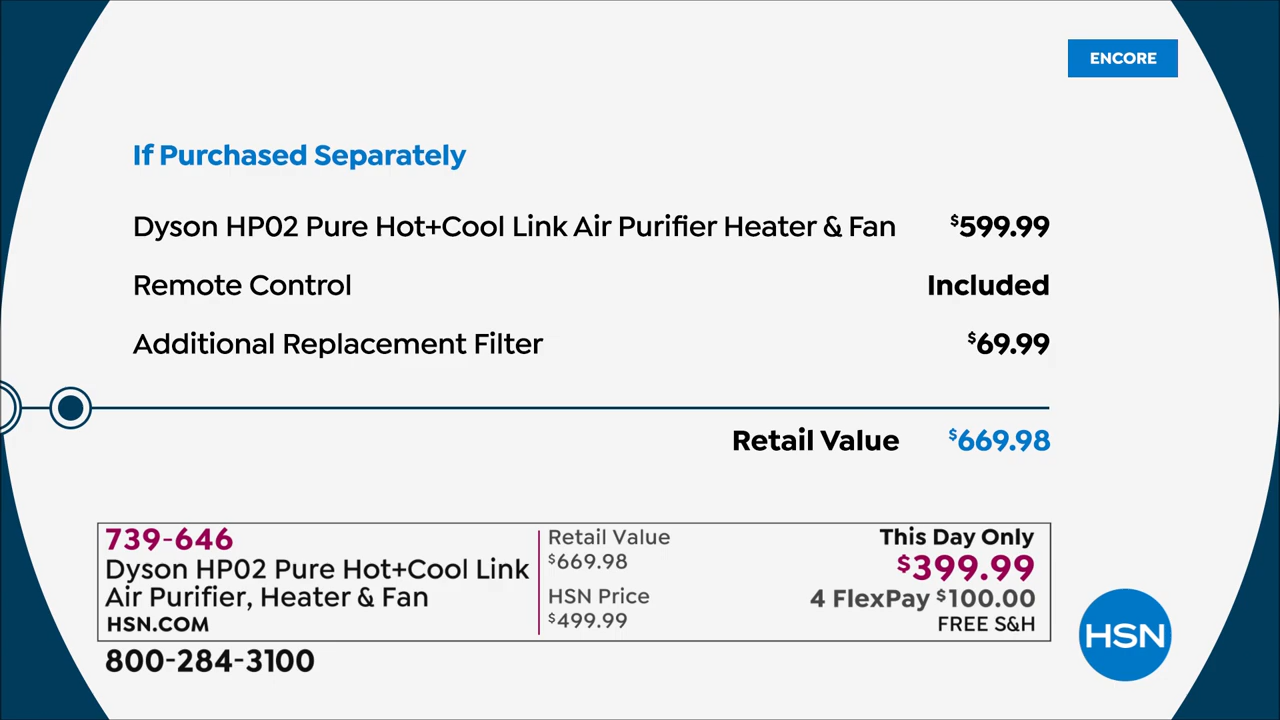 ENCORE
If Purchased Separately
Dyson HP02 Pure Hot+Cool Link Air Purifier Heater & Fan $599.99
Remote Control Included
Additional Replacement Filter $69.99
Retail Value $669.98
739-646
Dyson HP02 Pure Hot+Cool Link
Air Purifier, Heater & Fan
HSN.COM
Retail Value
$669.98
HSN Price
$499.99
This Day Only
$399.99
4 FlexPay $100.00
FREE S&H
800-284-3100
HSN